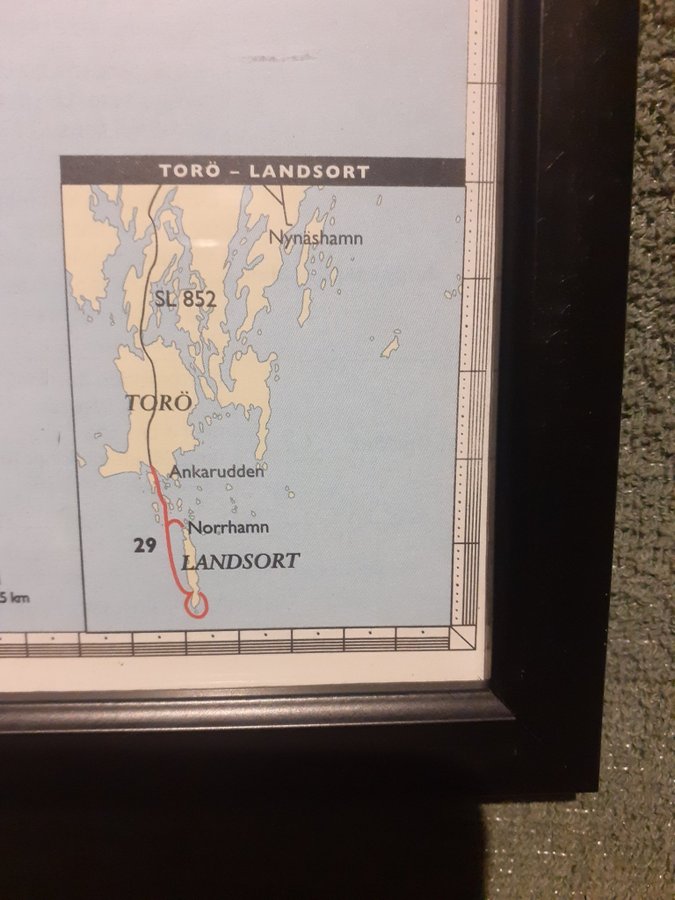 TORÖ – LANDSORT
Nynäshamn
SL 852
TORÖ
Ankarudden
Norrhamn
29
LANDSORT
5 km